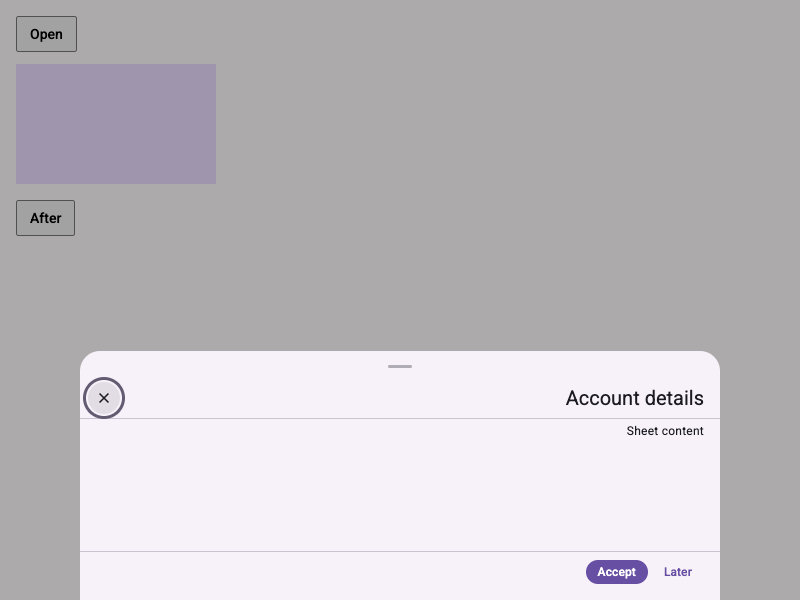 Open
After
Account details
Sheet content
Accept
Later